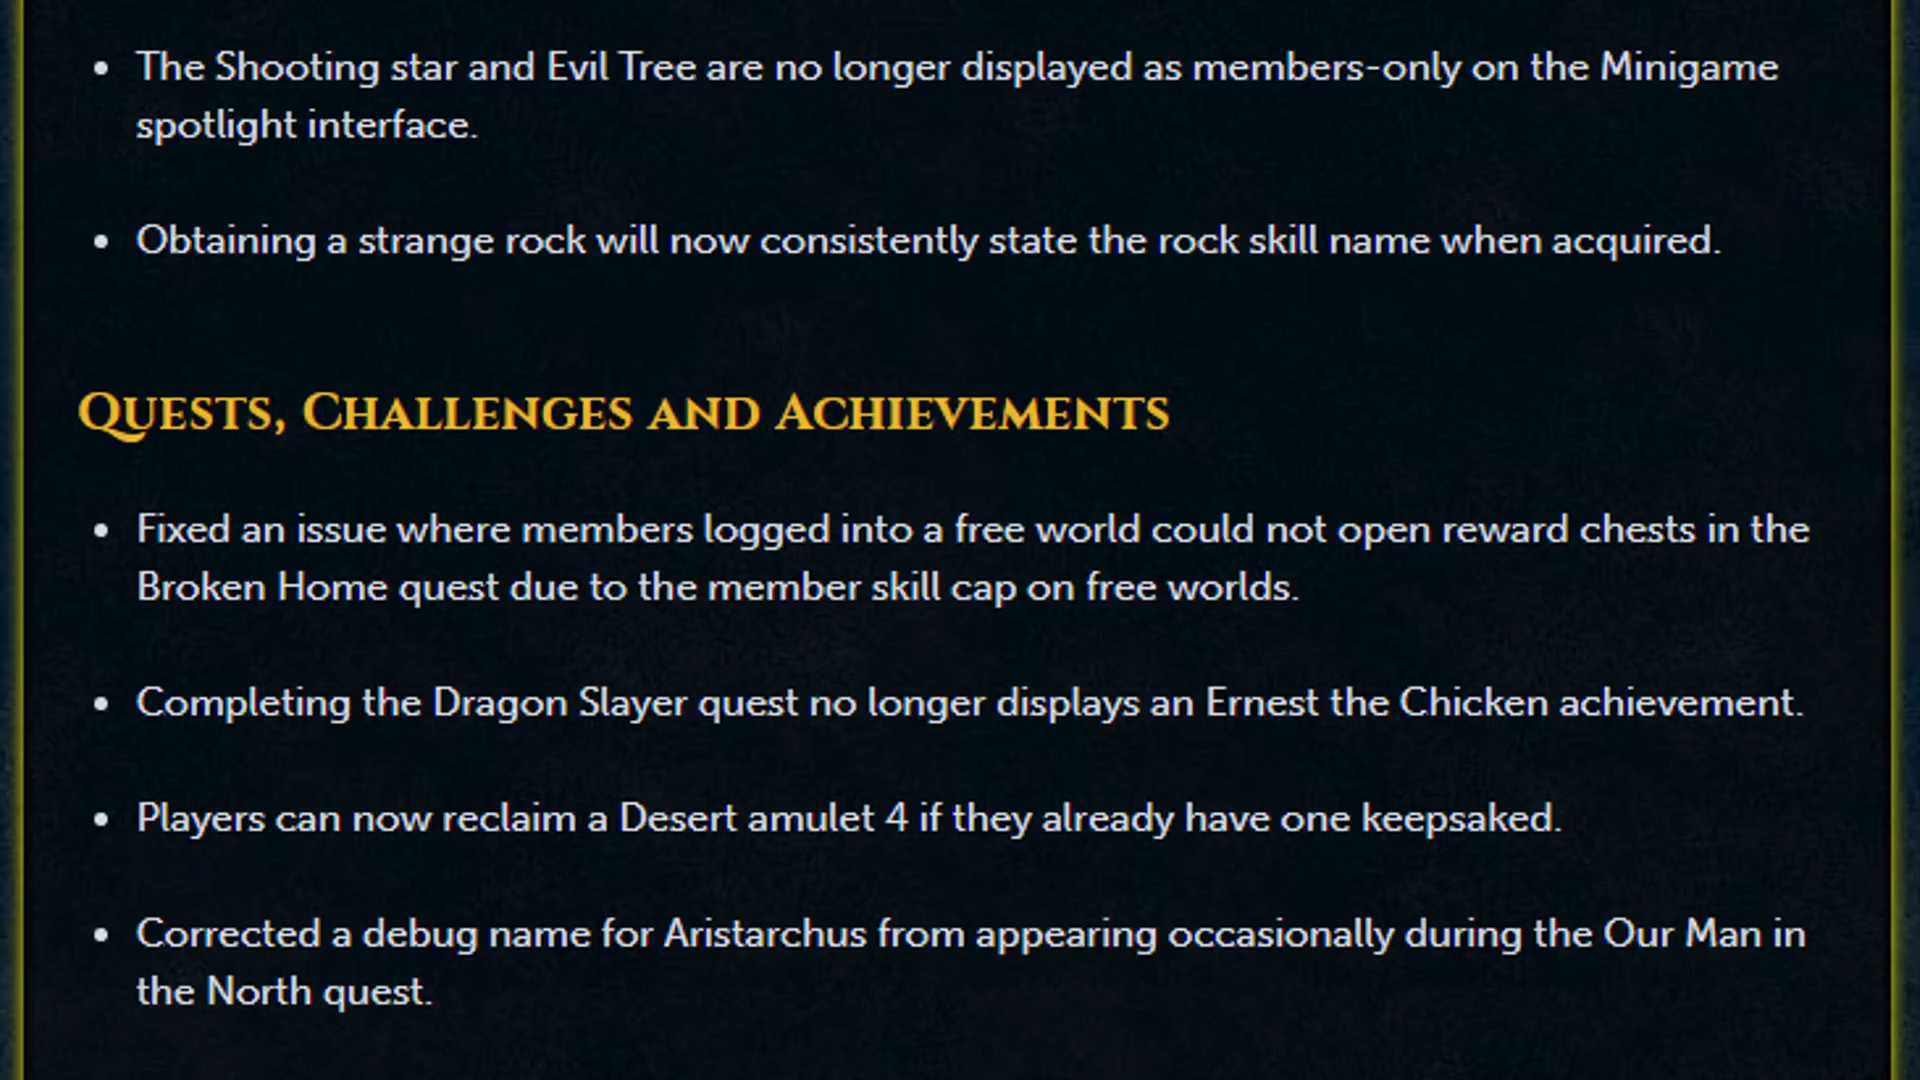 • The Shooting star and Evil Tree are no longer displayed as members-only on the Minigame
spotlight interface.
• Obtaining a strange rock will now consistently state the rock skill name when acquired.
Quests, Challenges and Achievements
• Fixed an issue where members logged into a free world could not open reward chests in the
Broken Home quest due to the member skill cap on free worlds.
• Completing the Dragon Slayer quest no longer displays an Ernest the Chicken achievement.
• Players can now reclaim a Desert amulet 4 if they already have one keepsaked.
• Corrected a debug name for Aristarchus from appearing occasionally during the Our Man in
the North quest.